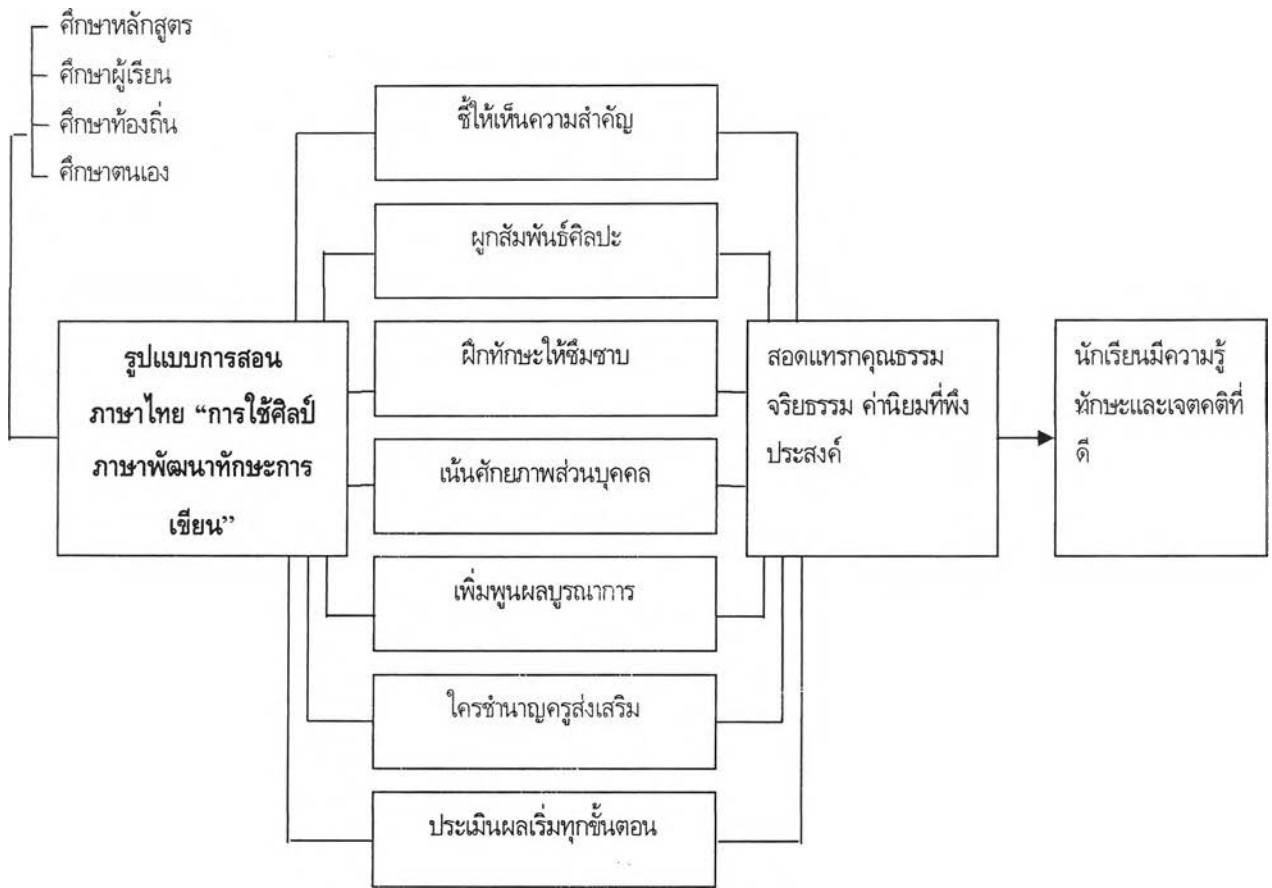 ศึกษาหลักสูตร
ศึกษาผู้เรียน
ศึกษาท้องถิ่น
ศึกษาตนเอง
รูปแบบการสอน
ภาษาไทย “การใช้ศิลป์
ภาษาพัฒนาทักษะการ
เขียน”
ชี้ให้เห็นความสำคัญ
ผูกสัมพันธ์ศิลปะ
ฝึกทักษะให้ซึมซาบ
เน้นศักยภาพส่วนบุคคล
เพิ่มพูนผลบูรณาการ
ใครชำนาญครูส่งเสริม
ประเมินผลเริ่มทุกขั้นตอน
สอดแทรกคุณธรรม
จริยธรรม ค่านิยมที่พึง
ประสงค์
นักเรียนมีความรู้
ทักษะและเจตคติที่
ดี